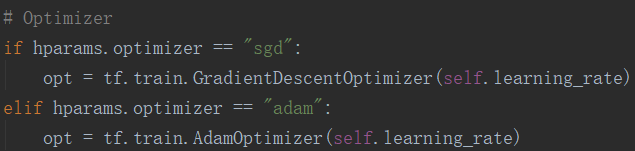 # Optimizer
if hparams.optimizer == "sgd":
    opt = tf.train.GradientDescentOptimizer(self.learning_rate)
elif hparams.optimizer == "adam":
    opt = tf.train.AdamOptimizer(self.learning_rate)